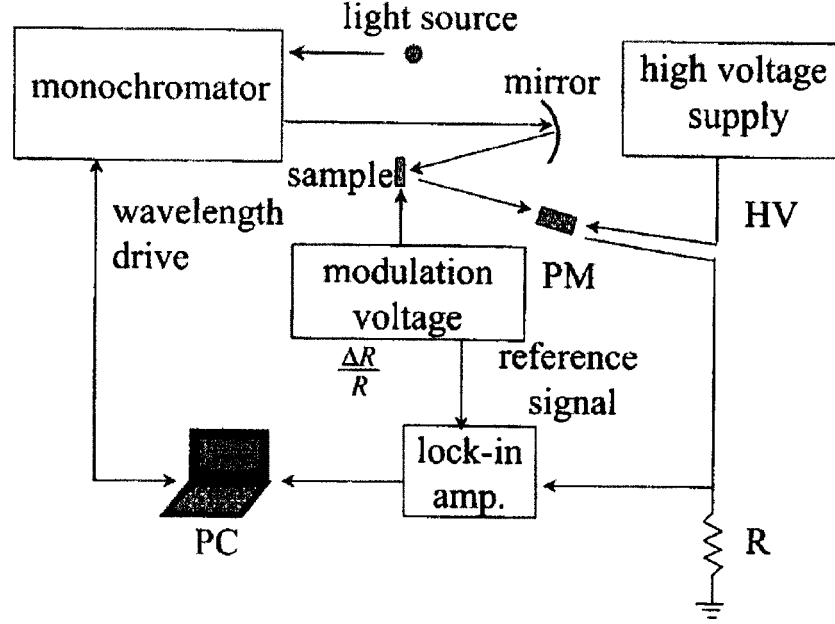 light source
monochromator
mirror
high voltage
supply
sample
wavelength
drive
HV
modulation
voltage
PM
ΔR
R
reference
signal
lock-in
amp.
PC
R